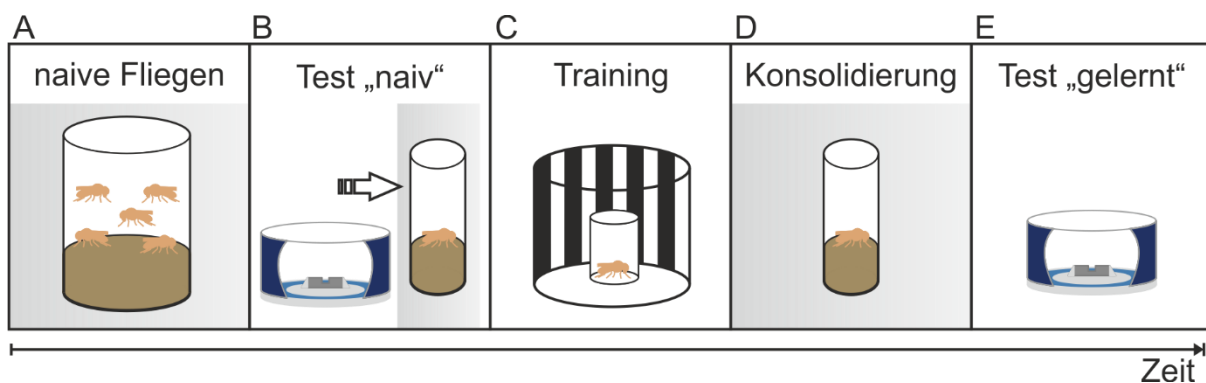 A B C D E
naive Fliegen Test „naiv“ Training Konsolidierung Test „gelernt“
Zeit